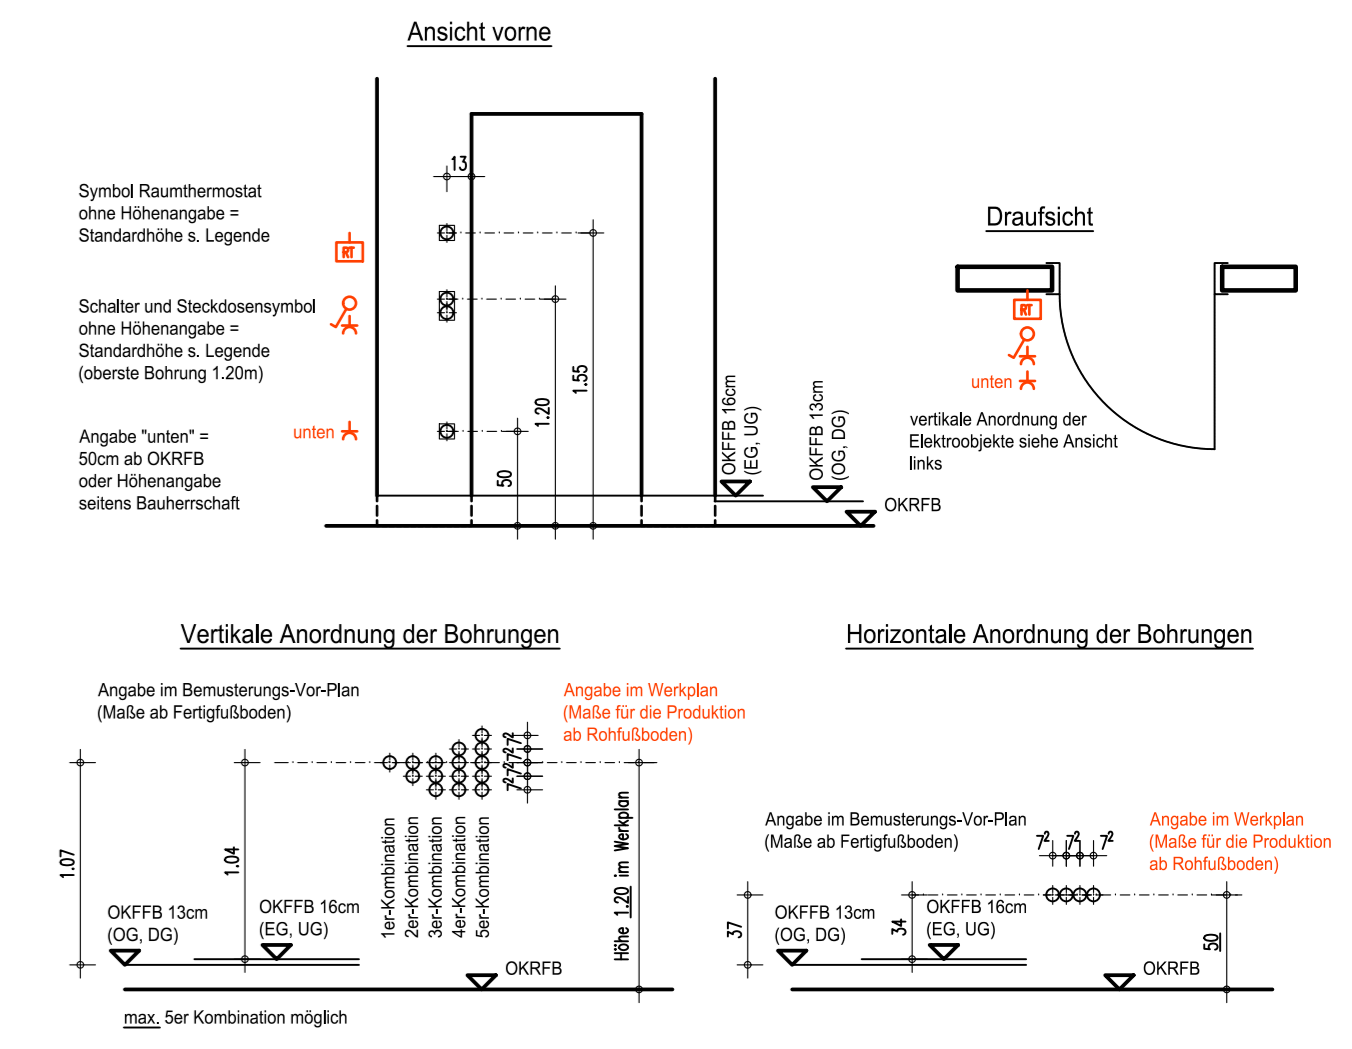 Ansicht vorne
13
Symbol Raumthermostat
ohne Höhenangabe =
Standardhöhe s. Legende
RT
Schalter und Steckdosensymbol
ohne Höhenangabe =
Standardhöhe s. Legende
(oberste Bohrung 1.20m)
Angabe "unten" =
50cm ab OKRFB
oder Höhenangabe
seitens Bauherrschaft
unten
50
1.20
1.55
OKFFB 16cm
(EG, UG)
OKFFB 13cm
(OG, DG)
OKRFB
Draufsicht
RT
unten
vertikale Anordnung der
Elektroobjekte siehe Ansicht
links
Vertikale Anordnung der Bohrungen
Angabe im Bemusterungs-Vor-Plan
(Maße ab Fertigfußboden)
Angabe im Werkplan
(Maße für die Produktion
ab Rohfußboden)
7²7²7²7²
1.07
1.04
1er-Kombination
2er-Kombination
3er-Kombination
4er-Kombination
5er-Kombination
Höhe 1.20 im Werkplan
OKFFB 13cm
(OG, DG)
OKFFB 16cm
(EG, UG)
OKRFB
max. 5er Kombination möglich
Horizontale Anordnung der Bohrungen
Angabe im Bemusterungs-Vor-Plan
(Maße ab Fertigfußboden)
Angabe im Werkplan
(Maße für die Produktion
ab Rohfußboden)
7² 7² 7²
37
34
50
OKFFB 13cm
(OG, DG)
OKFFB 16cm
(EG, UG)
OKRFB